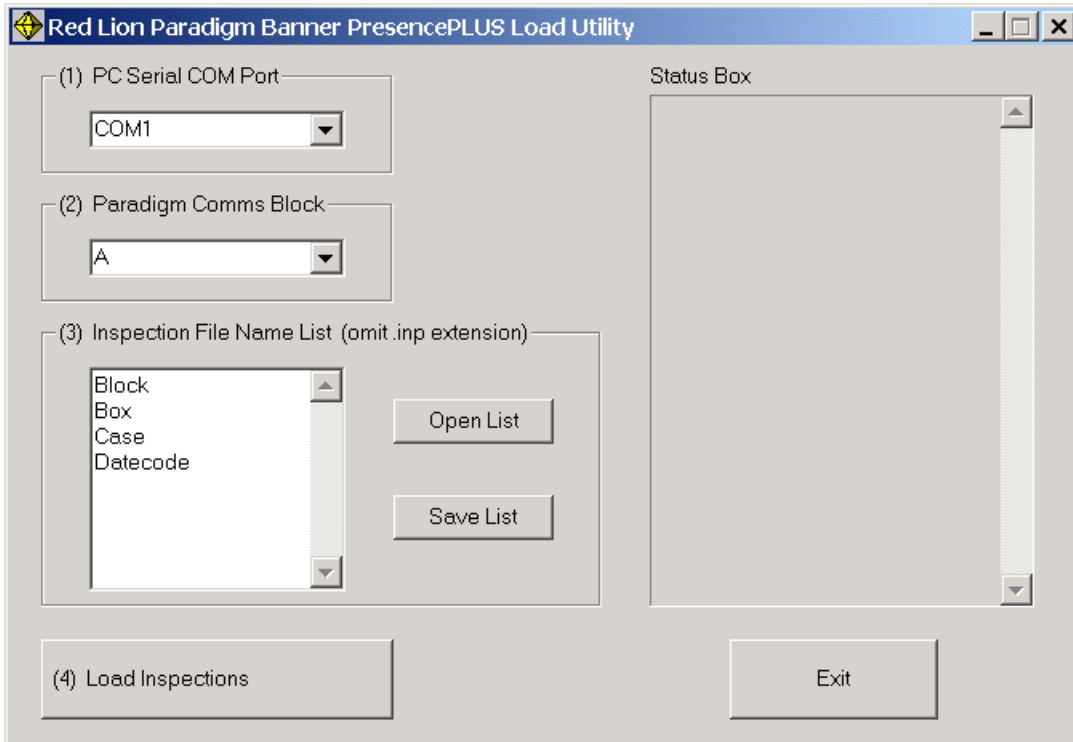 Red Lion Paradigm Banner PresencePLUS Load Utility
(1) PC Serial COM Port
COM1
(2) Paradigm Comms Block
A
(3) Inspection File Name List (omit .inp extension)
Block
Box
Case
Datecode
Open List
Save List
(4) Load Inspections
Status Box
Exit